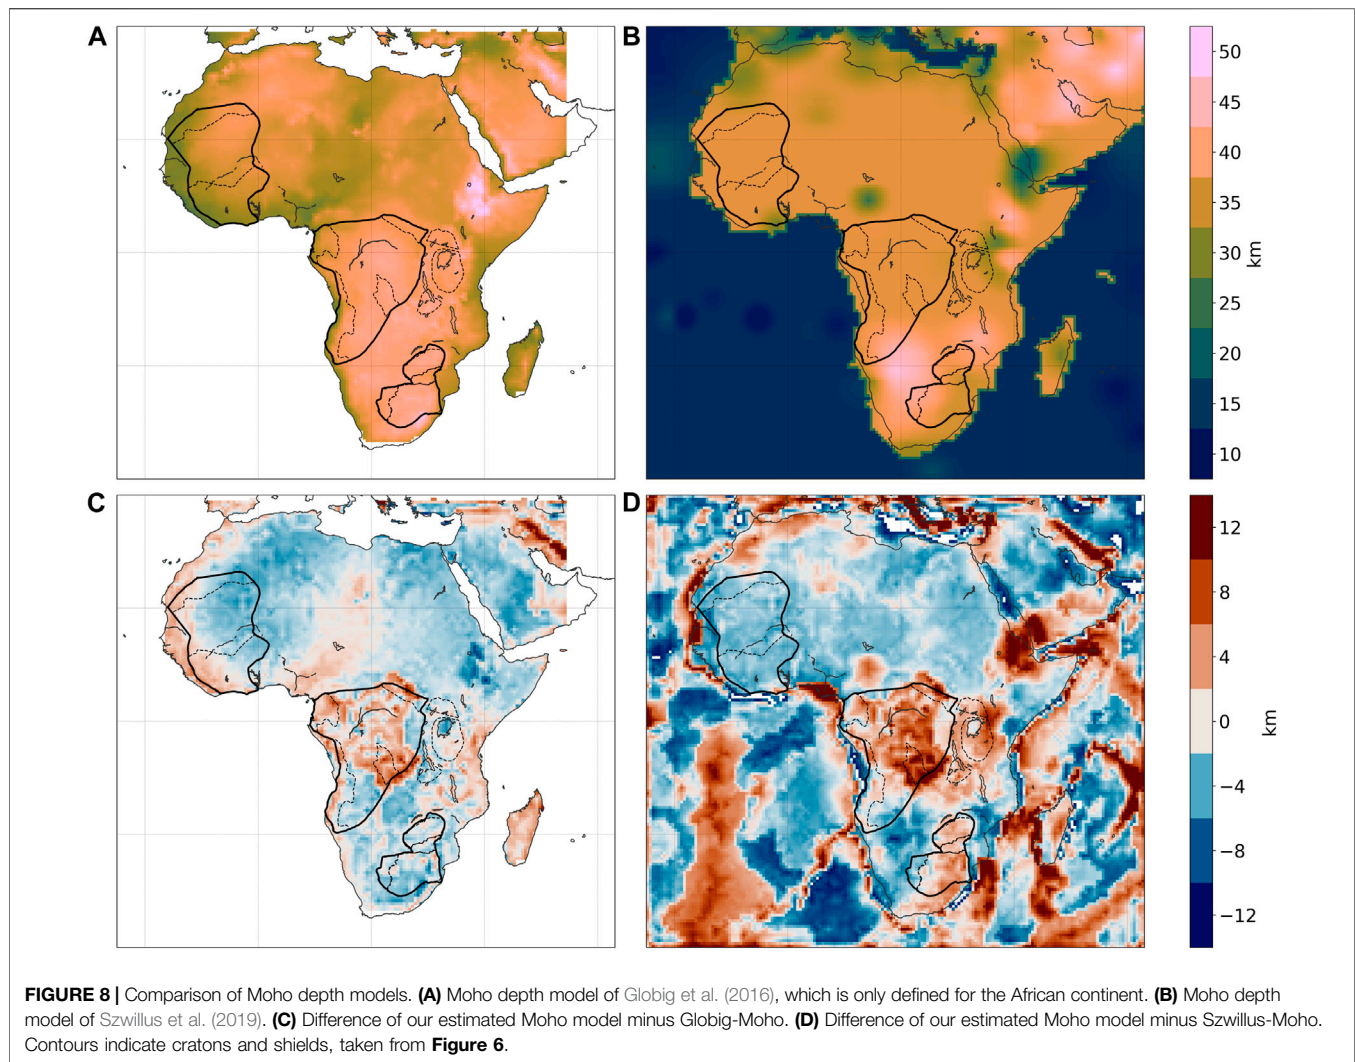 A
B
50
45
40
35
30
25
20
15
10
km
C
D
12
8
4
0
−4
−8
−12
km
FIGURE 8 | Comparison of Moho depth models. (A) Moho depth model of Globig et al. (2016), which is only defined for the African continent. (B) Moho depth
model of Szwillus et al. (2019). (C) Difference of our estimated Moho model minus Globig-Moho. (D) Difference of our estimated Moho model minus Szwillus-Moho.
Contours indicate cratons and shields, taken from Figure 6.